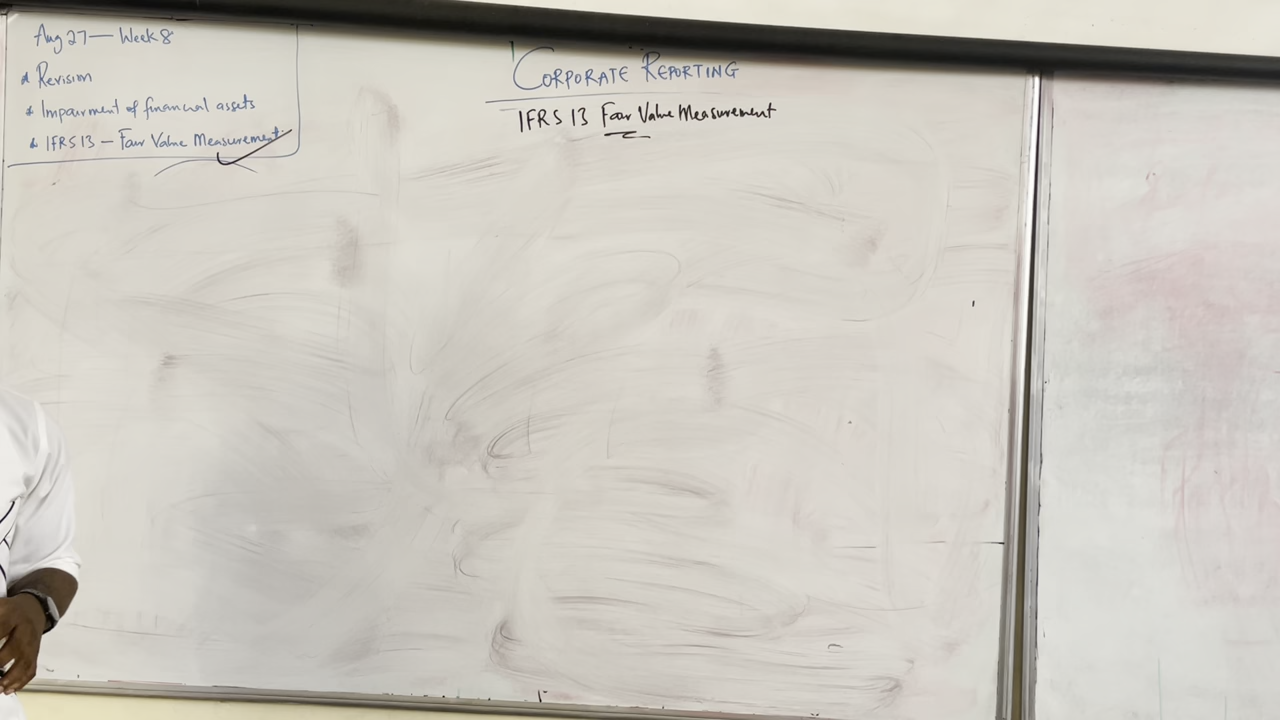 Aug 27 — Week 8
* Revision
* Impairment of financial assets
* IFRS 13 — Fair Value Measurement
CORPORATE REPORTING
IFRS 13 Fair Value Measurement